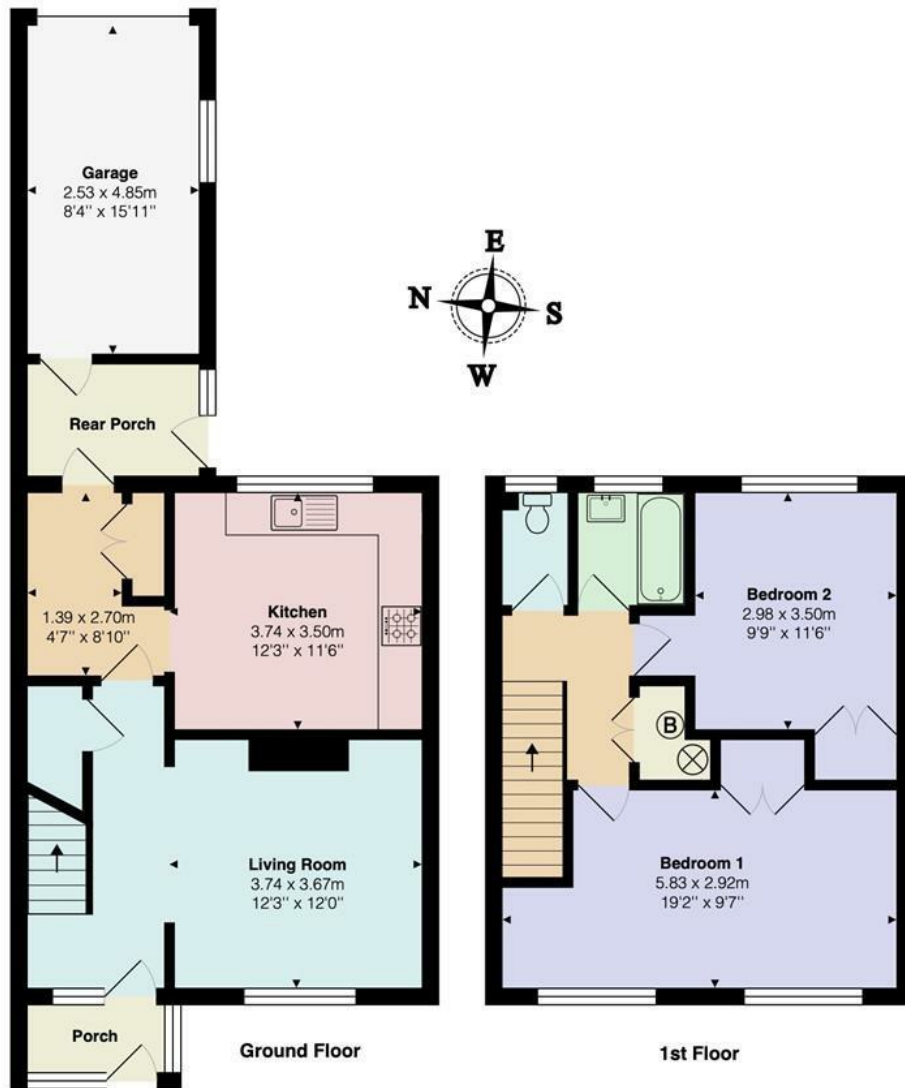 Garage
2.53 x 4.85m
8'4" x 15'11"
E
N
S
W
Rear Porch
1.39 x 2.70m
4'7" x 8'10"
Kitchen
3.74 x 3.50m
12'3" x 11'6"
Living Room
3.74 x 3.67m
12'3" x 12'0"
Porch
Ground Floor
Bedroom 2
2.98 x 3.50m
9'9" x 11'6"
B
Bedroom 1
5.83 x 2.92m
19'2" x 9'7"
1st Floor